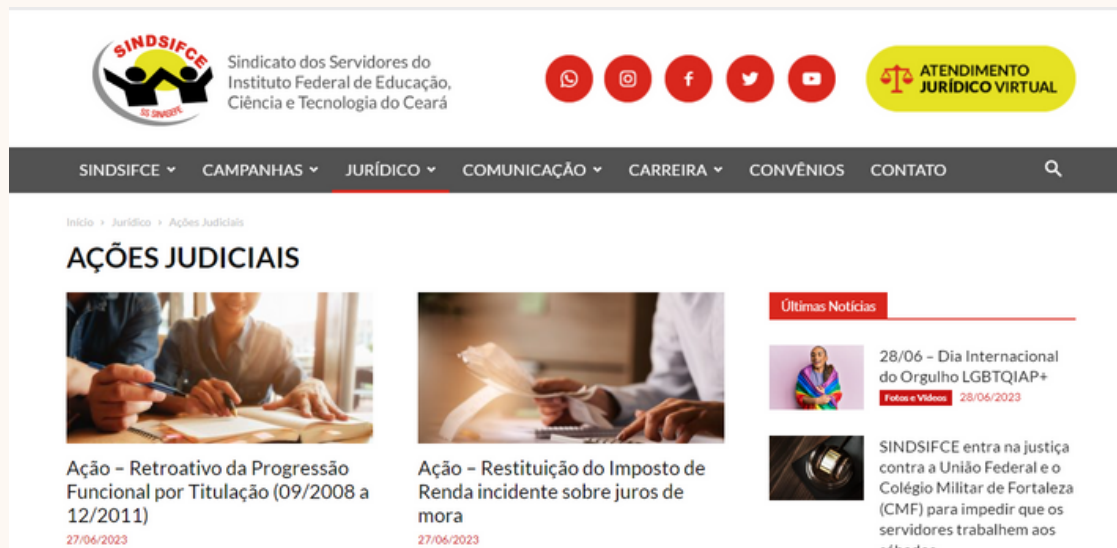 SINDSIFCE
SS SINASEFE
Sindicato dos Servidores do
Instituto Federal de Educação,
Ciência e Tecnologia do Ceará
ATENDIMENTO
JURÍDICO VIRTUAL
SINDSIFCE CAMPANHAS JURÍDICO COMUNICAÇÃO CARREIRA CONVÊNIOS CONTATO
Início › Jurídico › Ações Judiciais
AÇÕES JUDICIAIS
Ação – Retroativo da Progressão
Funcional por Titulação (09/2008 a
12/2011)
27/06/2023
Ação – Restituição do Imposto de
Renda incidente sobre juros de
mora
27/06/2023
Últimas Notícias
28/06 – Dia Internacional
do Orgulho LGBTQIAP+
Fotos e Vídeos 28/06/2023
SINDSIFCE entra na justiça
contra a União Federal e o
Colégio Militar de Fortaleza
(CMF) para impedir que os
servidores trabalhem aos